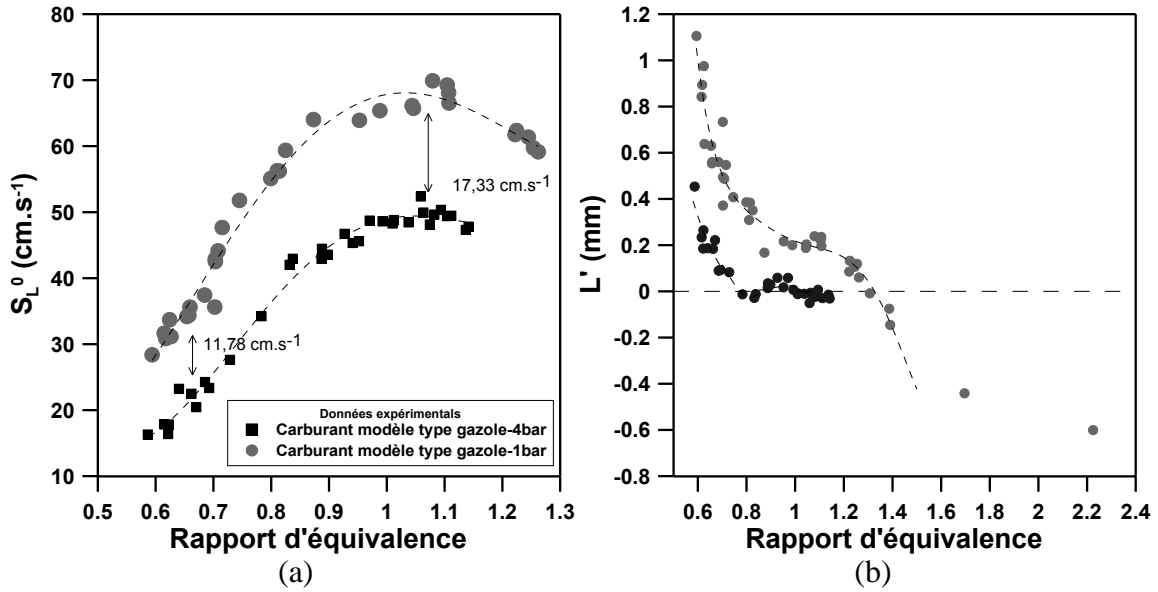 80
70
60
50
40
30
20
10
S_L^0 (cm.s^-1)
0.5 0.6 0.7 0.8 0.9 1 1.1 1.2 1.3
Rapport d'équivalence
17,33 cm.s^-1
11,78 cm.s^-1
Données expérimentals
Carburant modèle type gazole-4bar
Carburant modèle type gazole-1bar
(a)
1.2
1
0.8
0.6
0.4
0.2
0
-0.2
-0.4
-0.6
-0.8
L' (mm)
0.6 0.8 1 1.2 1.4 1.6 1.8 2 2.2 2.4
Rapport d'équivalence
(b)